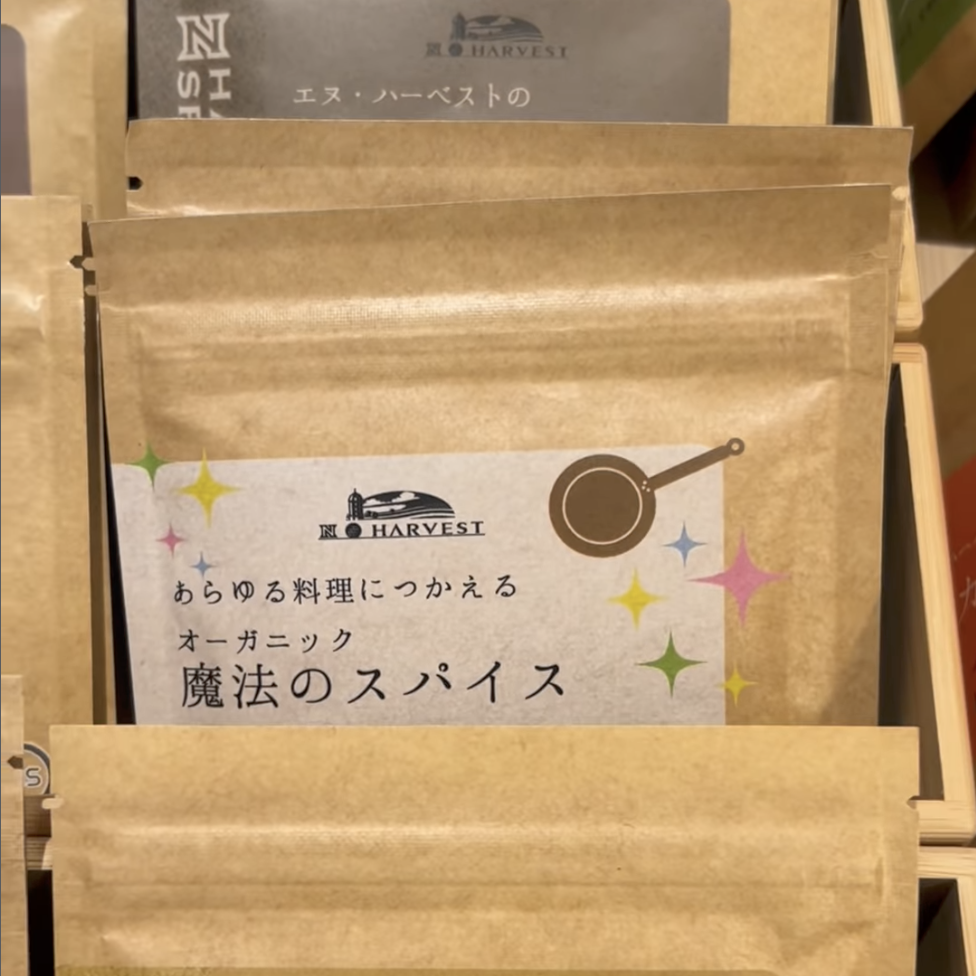 N HARVEST
エヌ・ハーベストの
N HARVEST
あらゆる料理につかえる
オーガニック
魔法のスパイス
S